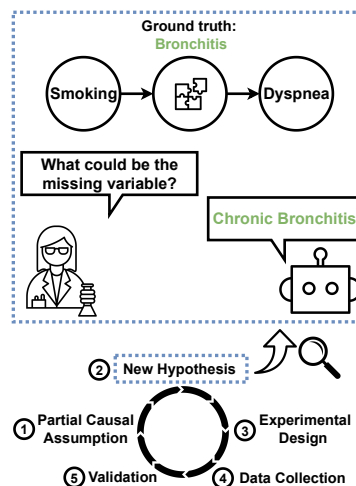 Ground truth:
Bronchitis
Smoking
Dyspnea
What could be the
missing variable?
Chronic Bronchitis
2 New Hypothesis
1 Partial Causal
Assumption
3 Experimental
Design
5 Validation
4 Data Collection